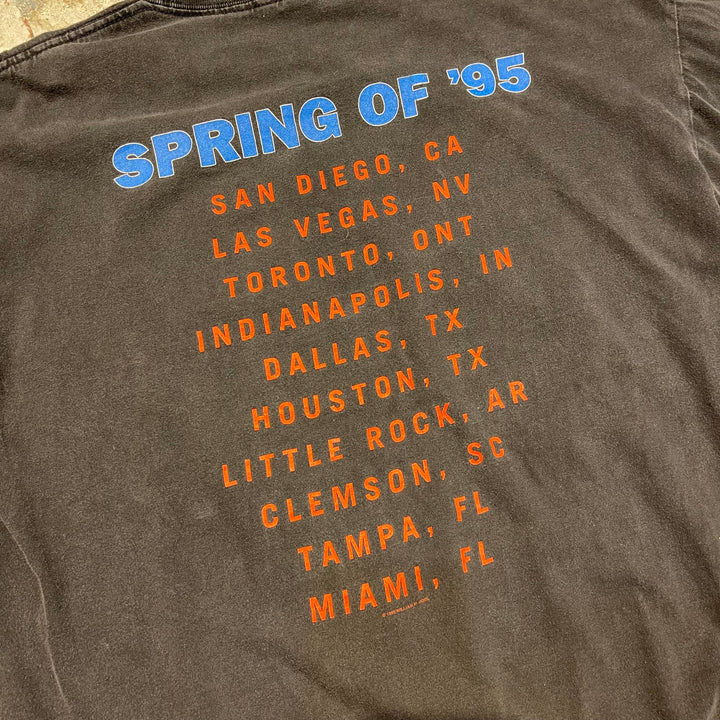 SPRING OF '95
SAN DIEGO, CA
LAS VEGAS, NV
TORONTO, ONT
INDIANAPOLIS, IN
DALLAS, TX
HOUSTON, TX
LITTLE ROCK, AR
CLEMSON, SC
TAMPA, FL
MIAMI, FL